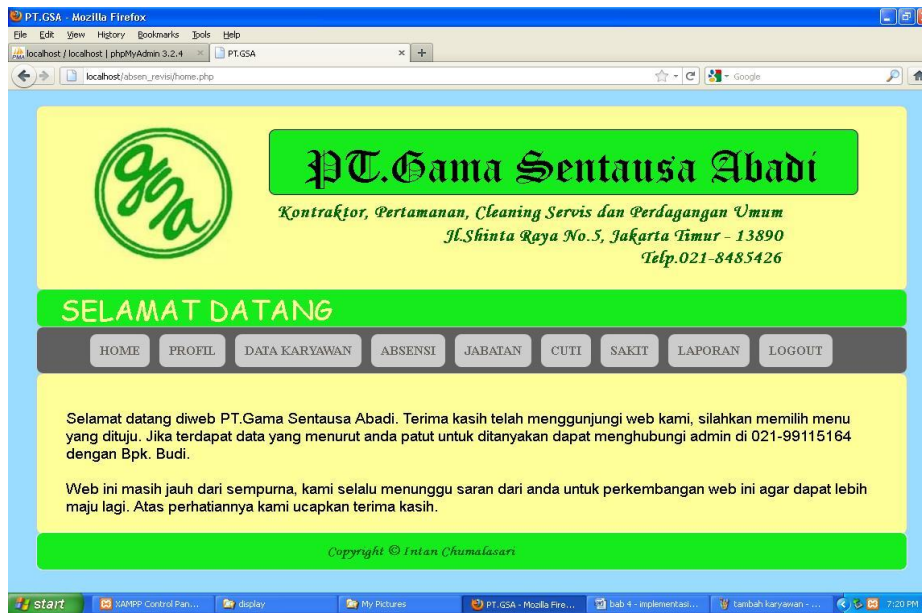 PT.GSA - Mozilla Firefox
File Edit View History Bookmarks Tools Help
localhost / localhost | phpMyAdmin 3.2.4 PT.GSA
localhost/absen_revisi/home.php Google
gsa
PT.Gama Sentausa Abadi
Kontraktor, Pertamanan, Cleaning Servis dan Perdagangan Umum
Jl.Shinta Raya No.5, Jakarta Timur - 13890
Telp.021-8485426
SELAMAT DATANG
HOME PROFIL DATA KARYAWAN ABSENSI JABATAN CUTI SAKIT LAPORAN LOGOUT
Selamat datang diweb PT.Gama Sentausa Abadi. Terima kasih telah menggunjungi web kami, silahkan memilih menu
yang dituju. Jika terdapat data yang menurut anda patut untuk ditanyakan dapat menghubungi admin di 021-99115164
dengan Bpk. Budi.
Web ini masih jauh dari sempurna, kami selalu menunggu saran dari anda untuk perkembangan web ini agar dapat lebih
maju lagi. Atas perhatiannya kami ucapkan terima kasih.
Copyright © Intan Chumalasari
start XAMPP Control Pan... display My Pictures PT.GSA - Mozilla Fire... bab 4 - implementasi... tambah karyawan - ... 7:20 PM